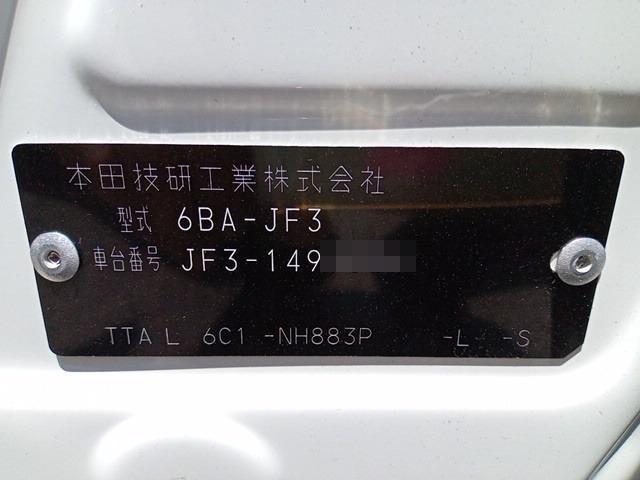 本田技研工業株式会社
型式 6BA-JF3
車台番号 JF3-149
TTA L 6C1 -NH883P -L -S